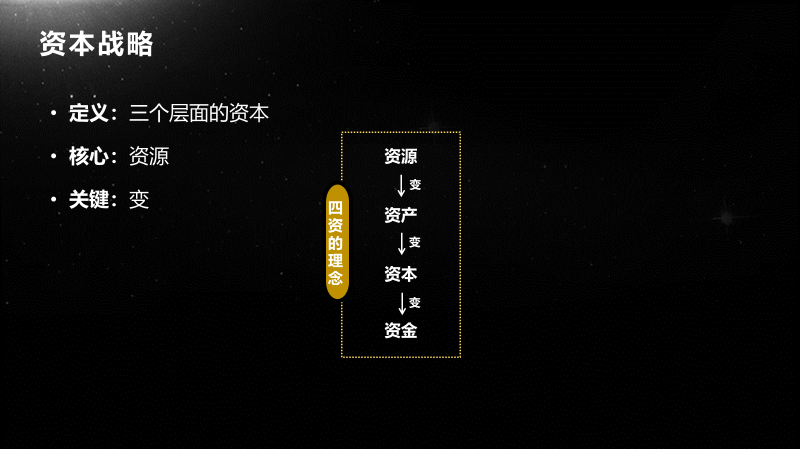 资本战略
• 定义：三个层面的资本
• 核心：资源
• 关键：变
四资的理念
资源
变
资产
变
资本
变
资金